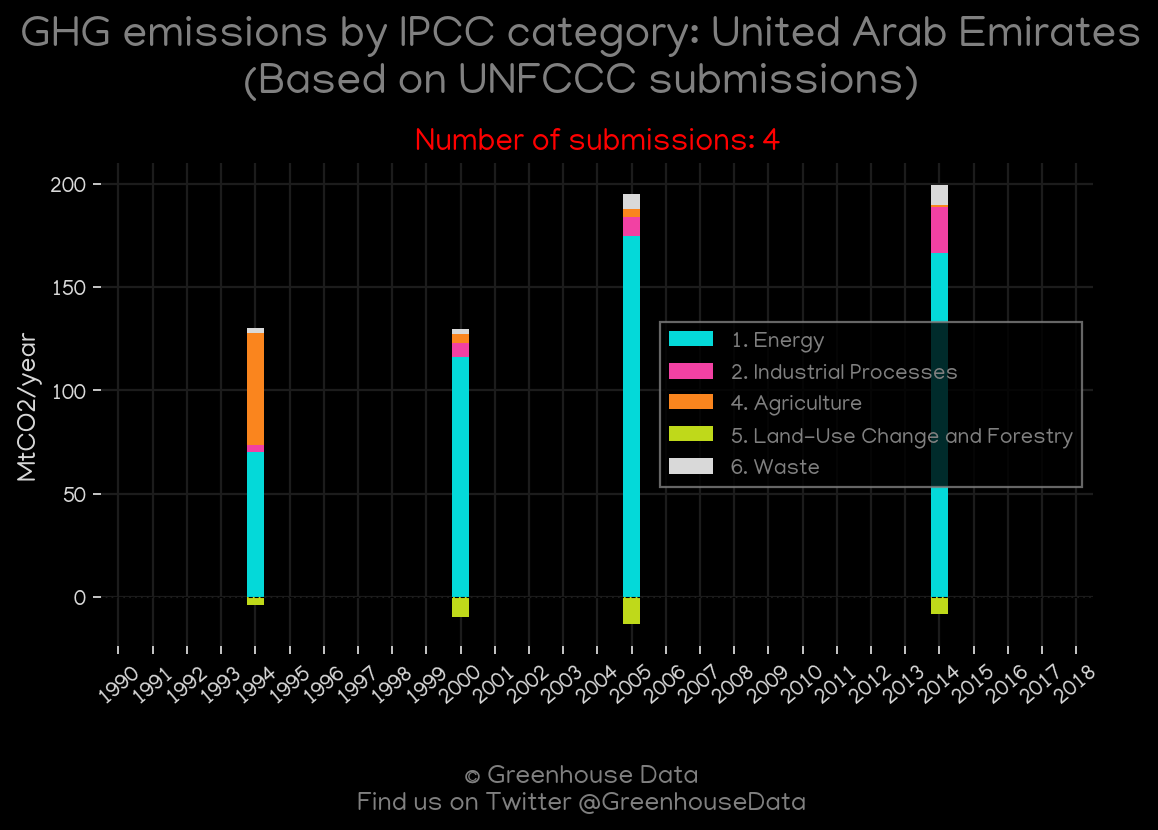 GHG emissions by IPCC category: United Arab Emirates
(Based on UNFCCC submissions)
Number of submissions: 4
MtCO2/year
200
150
100
50
0
1. Energy
2. Industrial Processes
4. Agriculture
5. Land-Use Change and Forestry
6. Waste
1990 1991 1992 1993 1994 1995 1996 1997 1998 1999 2000 2001 2002 2003 2004 2005 2006 2007 2008 2009 2010 2011 2012 2013 2014 2015 2016 2017 2018
© Greenhouse Data
Find us on Twitter @GreenhouseData